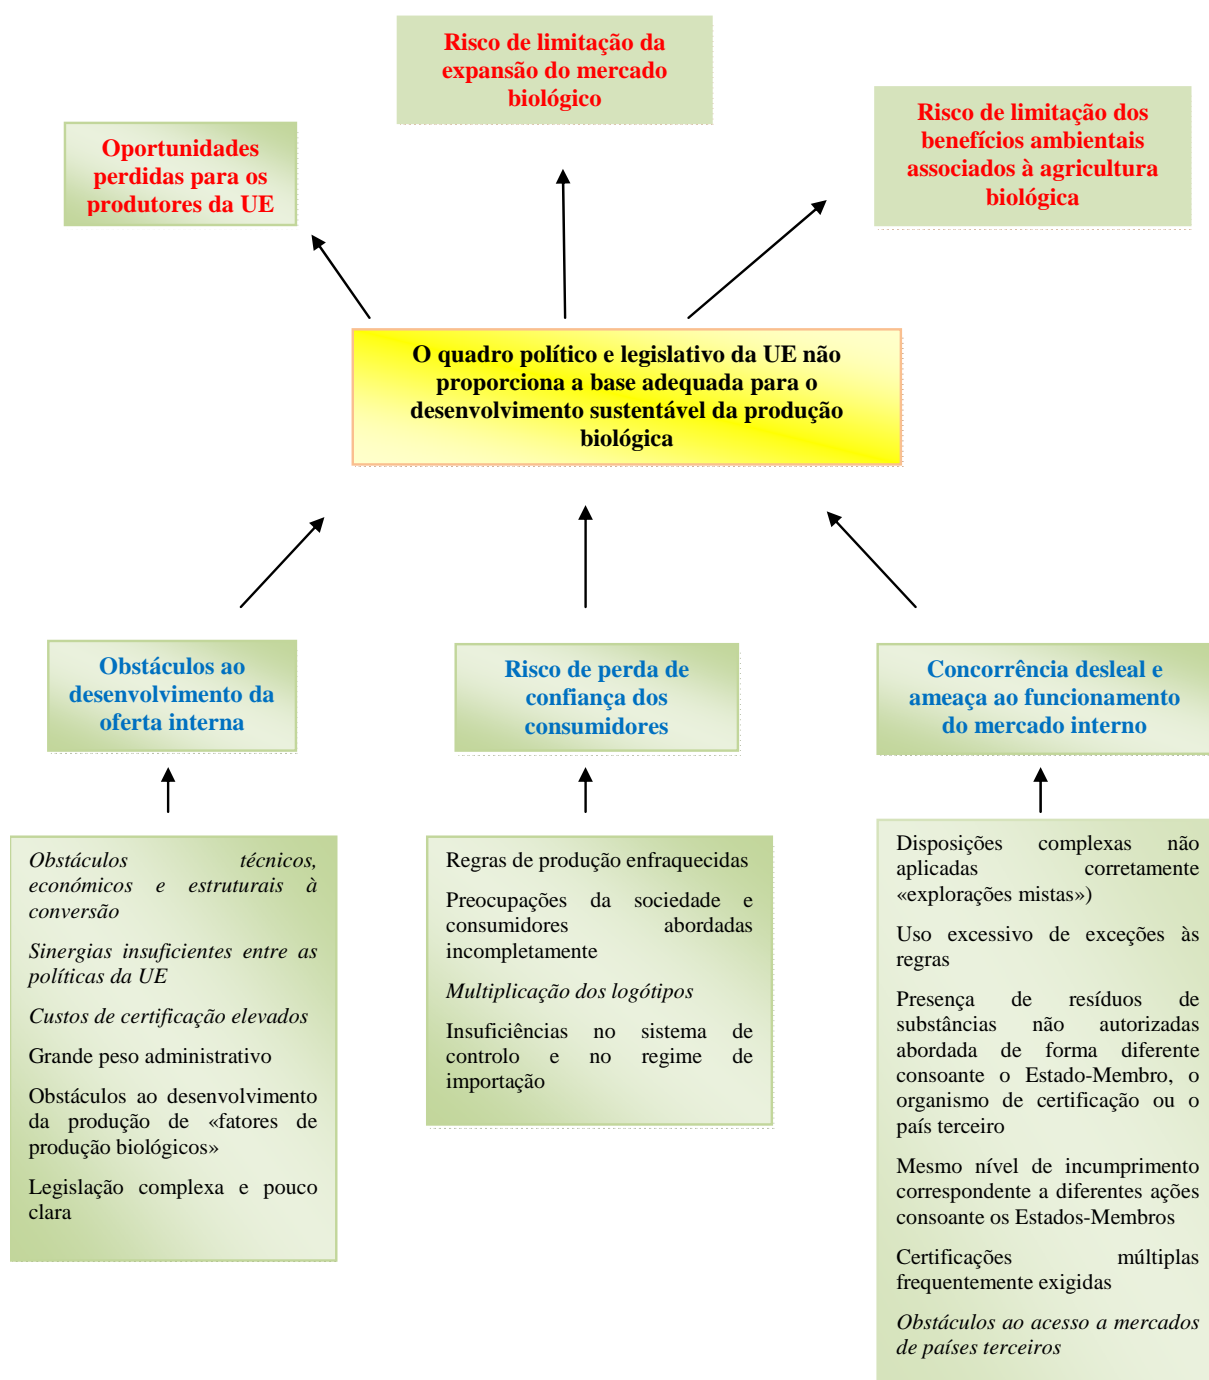 Risco de limitação da
expansão do mercado
biológico
Oportunidades
perdidas para os
produtores da UE
Risco de limitação dos
benefícios ambientais
associados à agricultura
biológica
O quadro político e legislativo da UE não
proporciona a base adequada para o
desenvolvimento sustentável da produção
biológica
Obstáculos ao
desenvolvimento da
oferta interna
Risco de perda de
confiança dos
consumidores
Concorrência desleal e
ameaça ao funcionamento
do mercado interno
Obstáculos técnicos,
económicos e estruturais à
conversão
Sinergias insuficientes entre as
políticas da UE
Custos de certificação elevados
Grande peso administrativo
Obstáculos ao desenvolvimento
da produção de «fatores de
produção biológicos»
Legislação complexa e pouco
clara
Regras de produção enfraquecidas
Preocupações da sociedade e
consumidores abordadas
incompletamente
Multiplicação dos logótipos
Insuficiências no sistema de
controlo e no regime de
importação
Disposições complexas não
aplicadas corretamente
«explorações mistas»)
Uso excessivo de exceções às
regras
Presença de resíduos de
substâncias não autorizadas
abordada de forma diferente
consoante o Estado-Membro, o
organismo de certificação ou o
país terceiro
Mesmo nível de incumprimento
correspondente a diferentes ações
consoante os Estados-Membros
Certificações múltiplas
frequentemente exigidas
Obstáculos ao acesso a mercados
de países terceiros